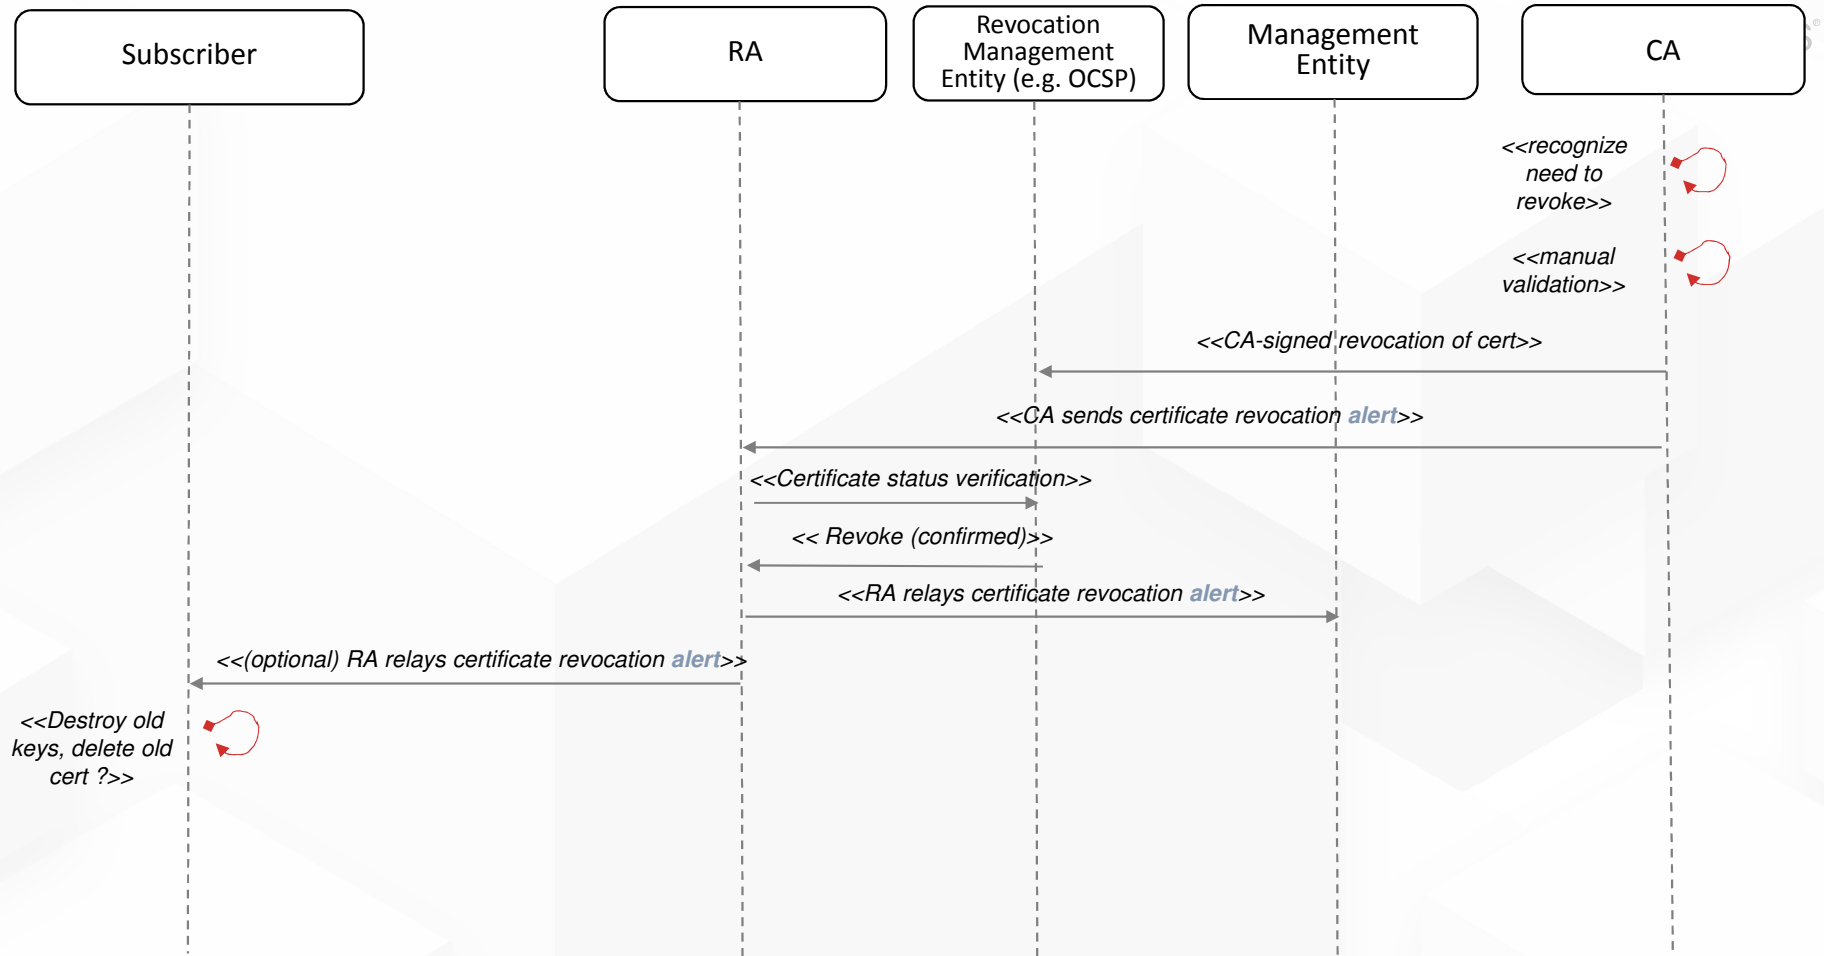 Subscriber
RA
Revocation
Management
Entity (e.g. OCSP)
Management
Entity
CA
<<recognize
need to
revoke>>
<<manual
validation>>
<<CA-signed revocation of cert>>
<<CA sends certificate revocation alert>>
<<Certificate status verification>>
<< Revoke (confirmed)>>
<<RA relays certificate revocation alert>>
<<(optional) RA relays certificate revocation alert>>
<<Destroy old
keys, delete old
cert ?>>